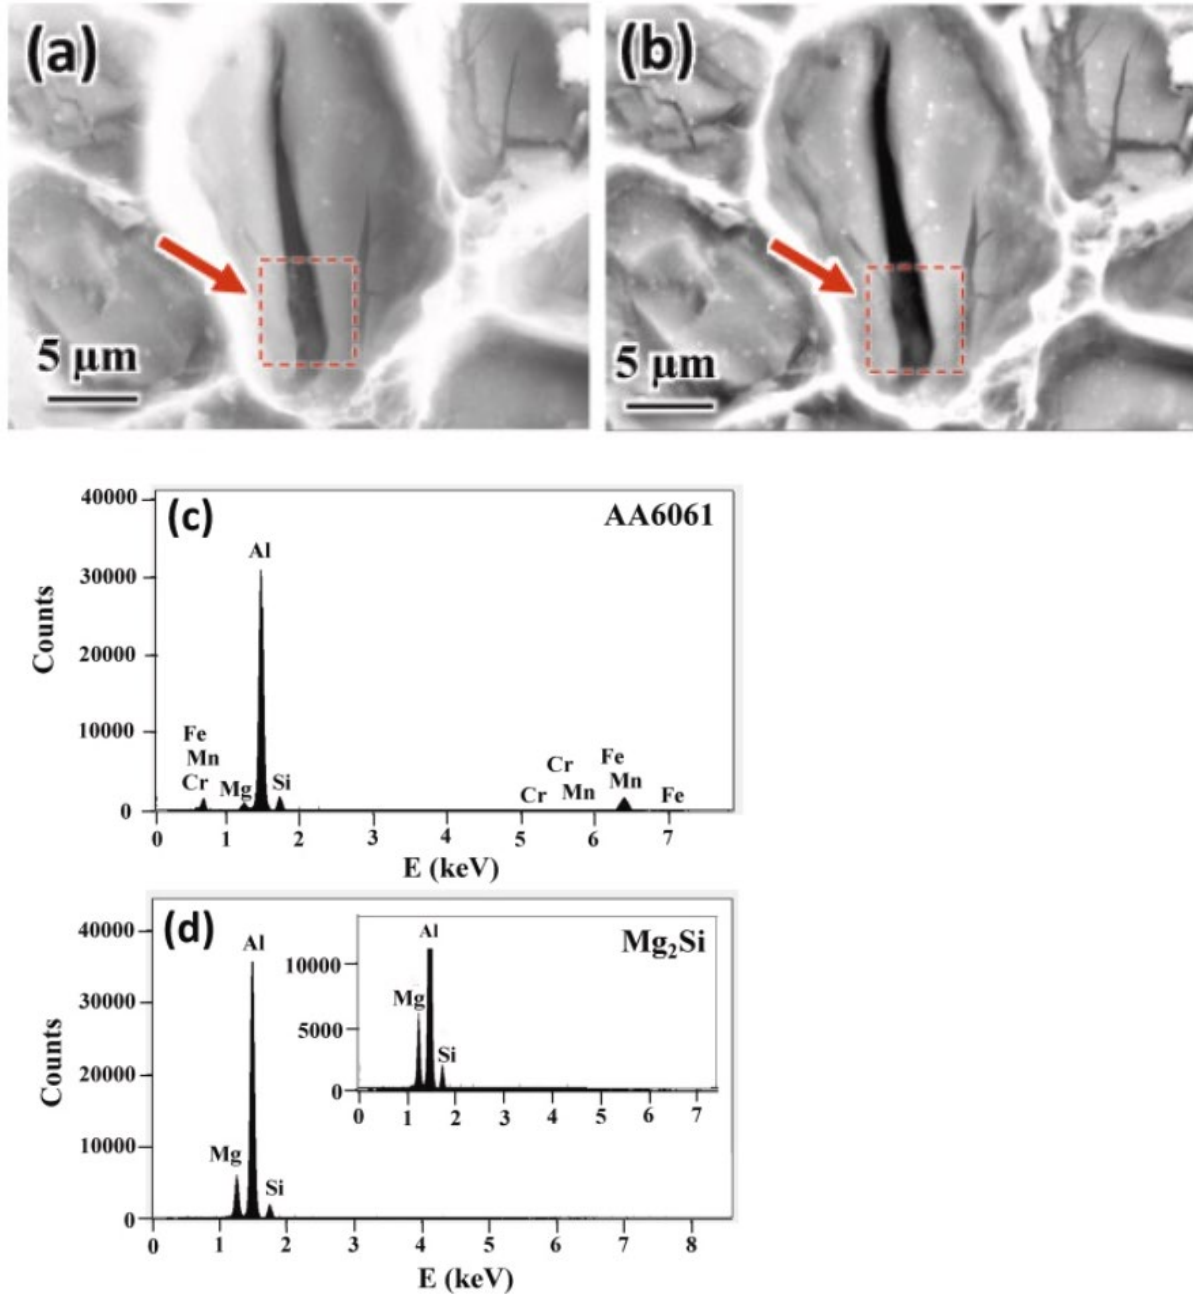 (a)
5 µm
(b)
5 µm
(c)
AA6061
40000
30000
20000
10000
0
Counts
Al
Fe
Mn
Cr
Mg
Si
Cr
Cr
Mn
Fe
Mn
Fe
0 1 2 3 4 5 6 7
E (keV)
(d)
40000
30000
20000
10000
0
Counts
Al
Mg
Si
Mg₂Si
10000
5000
0
Al
Mg
Si
0 1 2 3 4 5 6 7
0 1 2 3 4 5 6 7 8
E (keV)